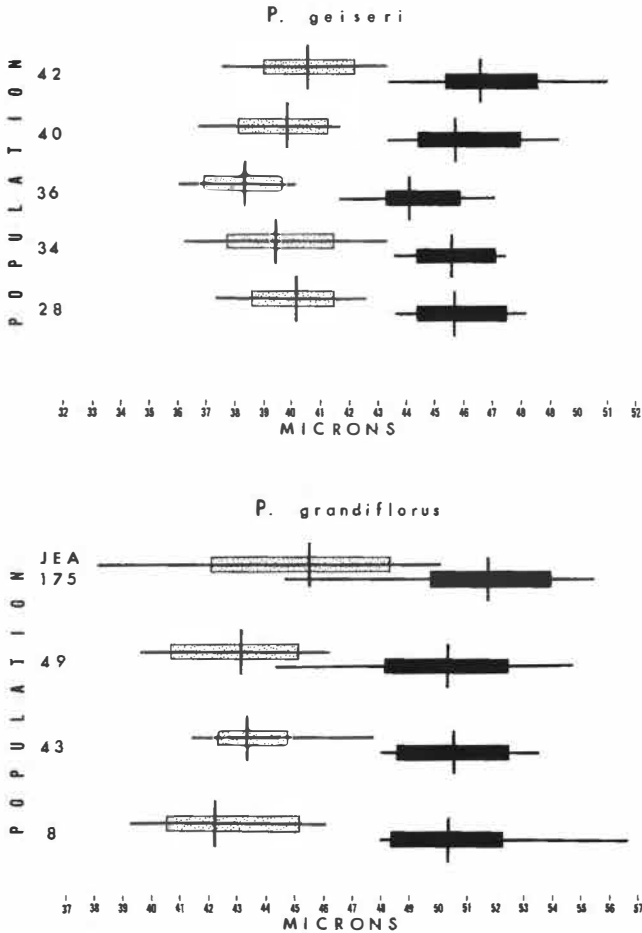 P. geiseri
POPULATION
42
40
36
34
28
32 33 34 35 36 37 38 39 40 41 42 43 44 45 46 47 48 49 50 51 52
MICRONS
P. grandiflorus
POPULATION
JEA
175
49
43
8
37 38 39 40 41 42 43 44 45 46 47 48 49 50 51 52 53 54 55 56 57
MICRONS